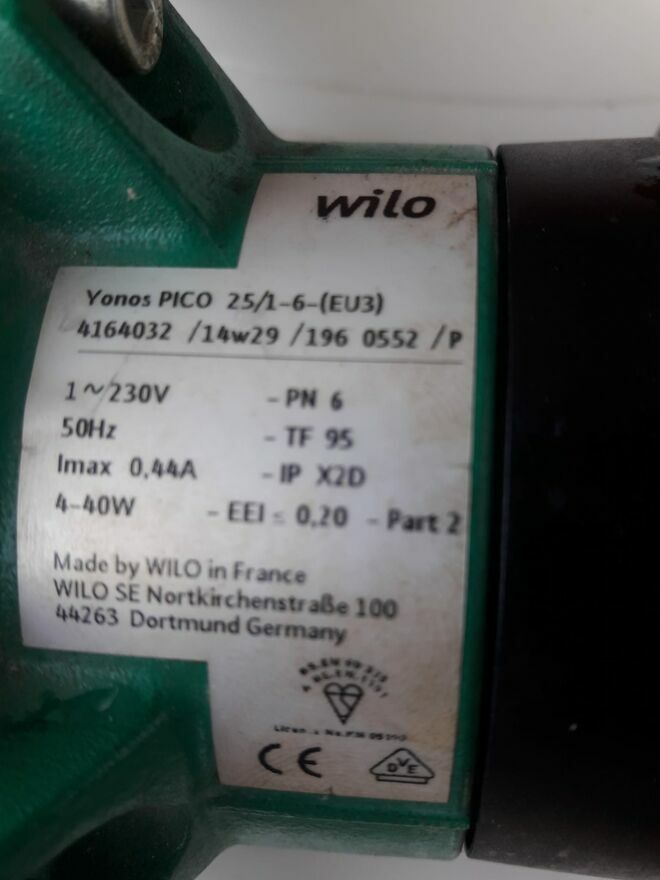 wilo
Yonos PICO 25/1-6-(EU3)
4164032 /14w29 /196 0552 /P
1~230V - PN 6
50Hz - TF 95
Imax 0,44A - IP X2D
4-40W - EEI ≤ 0,20 - Part 2
Made by WILO in France
WILO SE Nortkirchenstraße 100
44263 Dortmund Germany
CE DVE